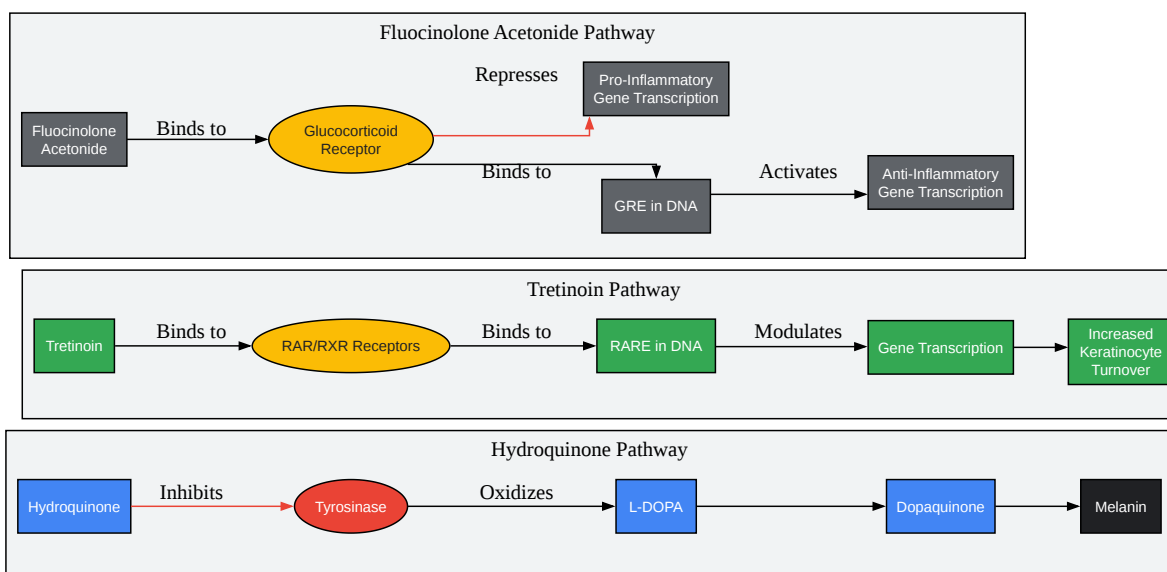 Fluocinolone Acetonide Pathway
Represses
Pro-Inflammatory
Gene Transcription
Fluocinolone
Acetonide
Binds to
Glucocorticoid
Receptor
Binds to
GRE in DNA
Activates
Anti-Inflammatory
Gene Transcription
Tretinoin Pathway
Tretinoin
Binds to
RAR/RXR Receptors
Binds to
RARE in DNA
Modulates
Gene Transcription
Increased
Keratinocyte
Turnover
Hydroquinone Pathway
Hydroquinone
Inhibits
Tyrosinase
Oxidizes
L-DOPA
Dopaquinone
Melanin